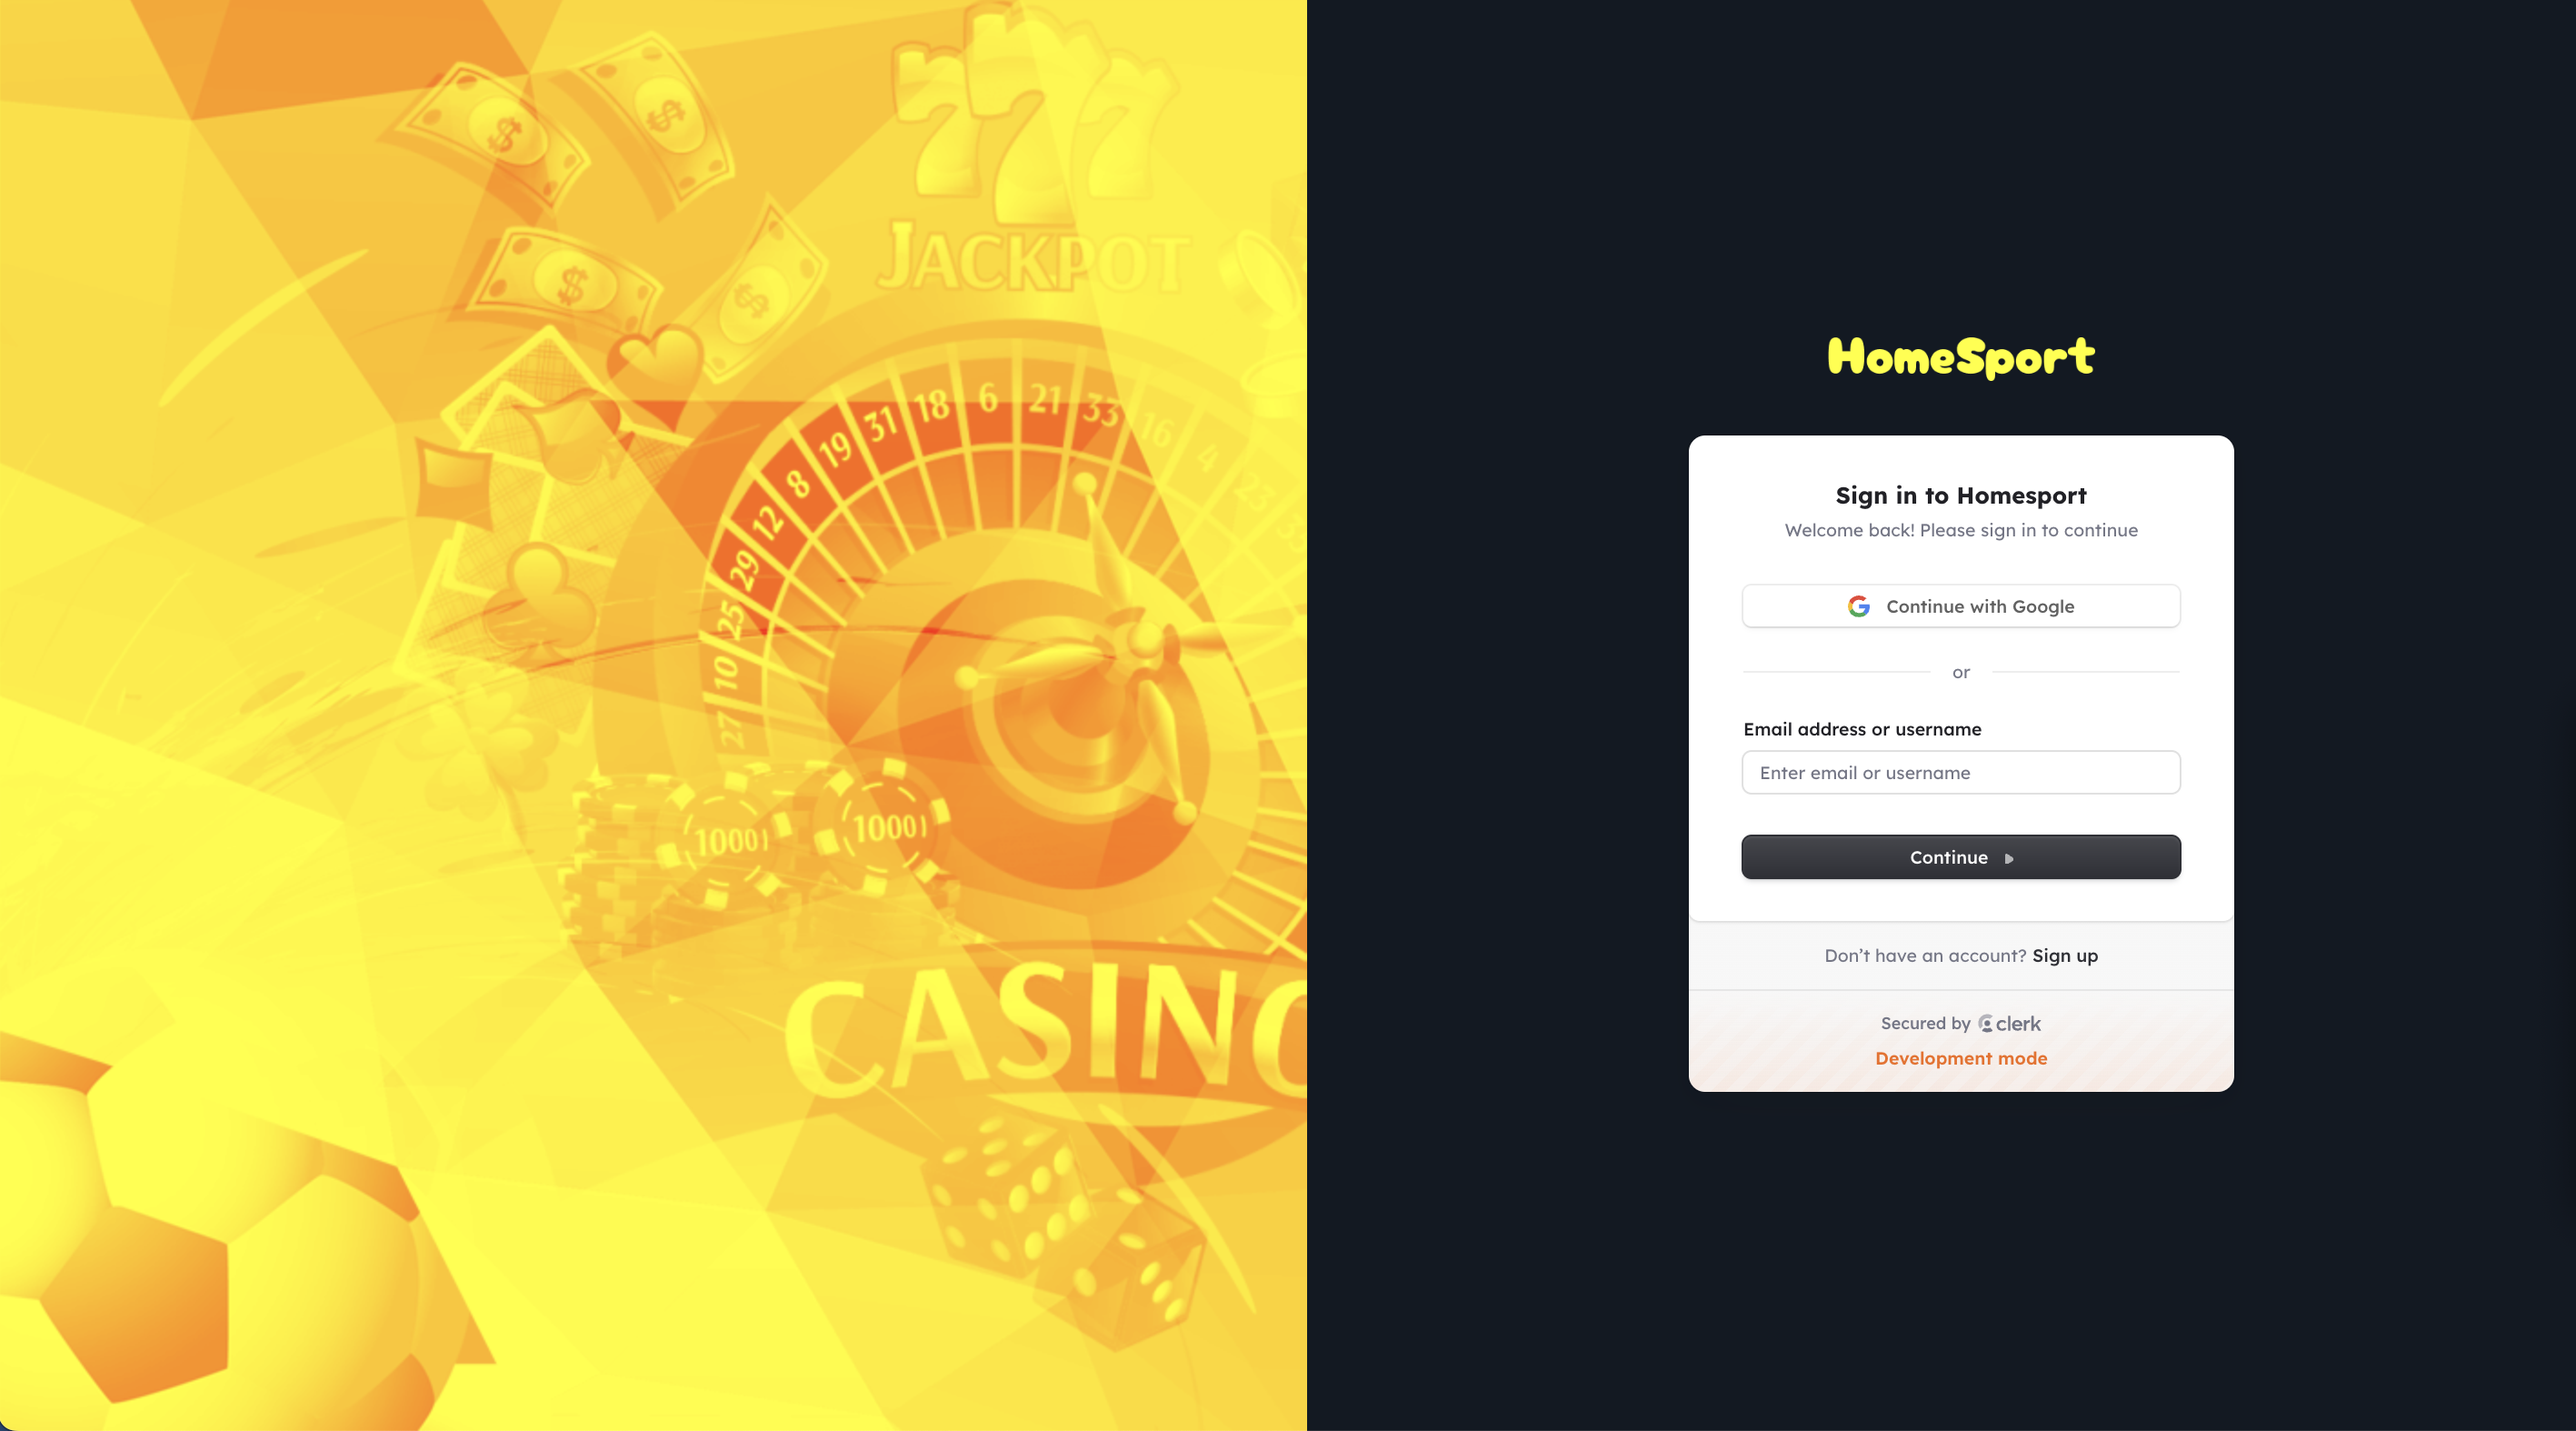 777
JACKPOT
27 10 25 29 12 8 19 31 18 6 21 33 16 4 23
1000 1000
CASINO
HomeSport
Sign in to Homesport
Welcome back! Please sign in to continue
Continue with Google
or
Email address or username
Enter email or username
Continue
Don’t have an account? Sign up
Secured by clerk
Development mode